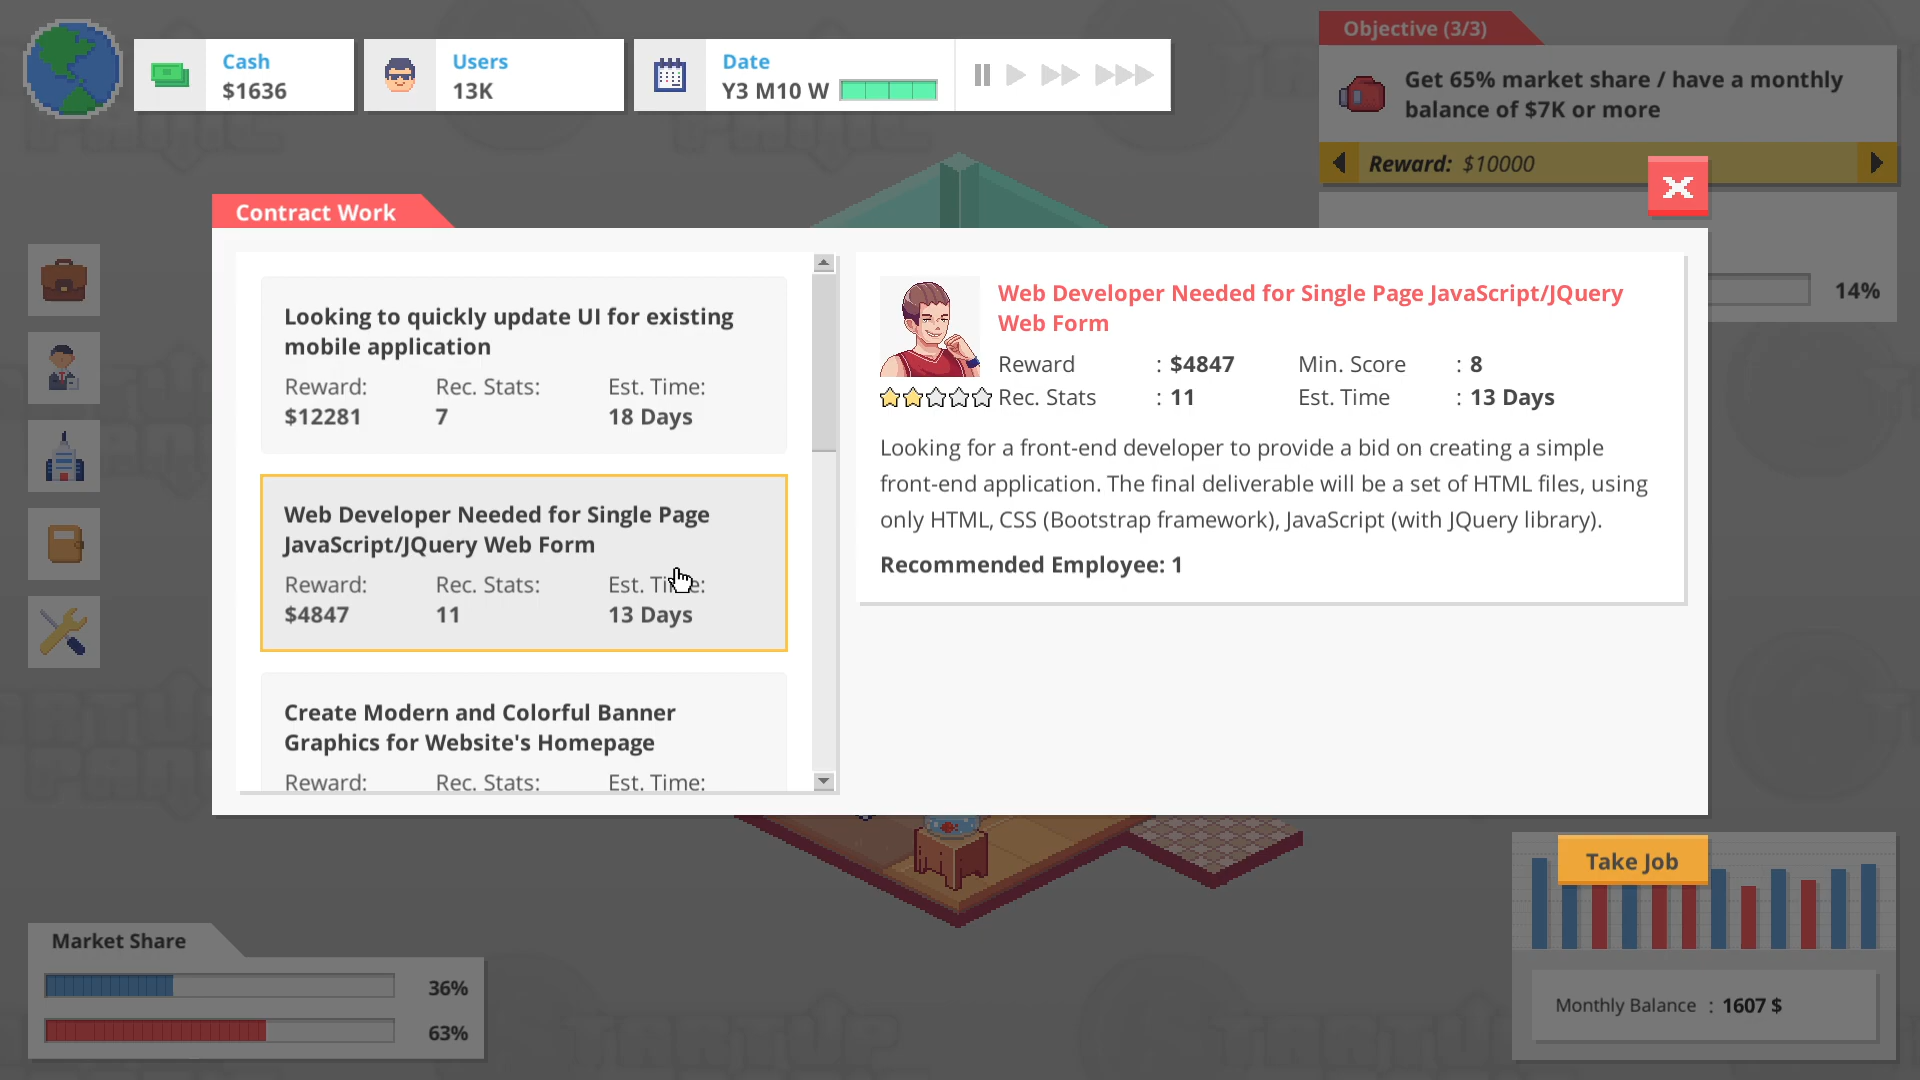 Cash
$1636
Users
13K
Date
Y3 M10 W
Objective (3/3)
Get 65% market share / have a monthly
balance of $7K or more
Reward: $10000
14%
Contract Work
Looking to quickly update UI for existing
mobile application
Reward: Rec. Stats: Est. Time:
$12281 7 18 Days
Web Developer Needed for Single Page
JavaScript/JQuery Web Form
Reward: Rec. Stats: Est. Time:
$4847 11 13 Days
Create Modern and Colorful Banner
Graphics for Website's Homepage
Reward: Rec. Stats: Est. Time:
Web Developer Needed for Single Page JavaScript/JQuery
Web Form
Reward : $4847 Min. Score : 8
Rec. Stats : 11 Est. Time : 13 Days
Looking for a front-end developer to provide a bid on creating a simple
front-end application. The final deliverable will be a set of HTML files, using
only HTML, CSS (Bootstrap framework), JavaScript (with JQuery library).
Recommended Employee: 1
Take Job
Market Share
36%
63%
Monthly Balance : 1607 $